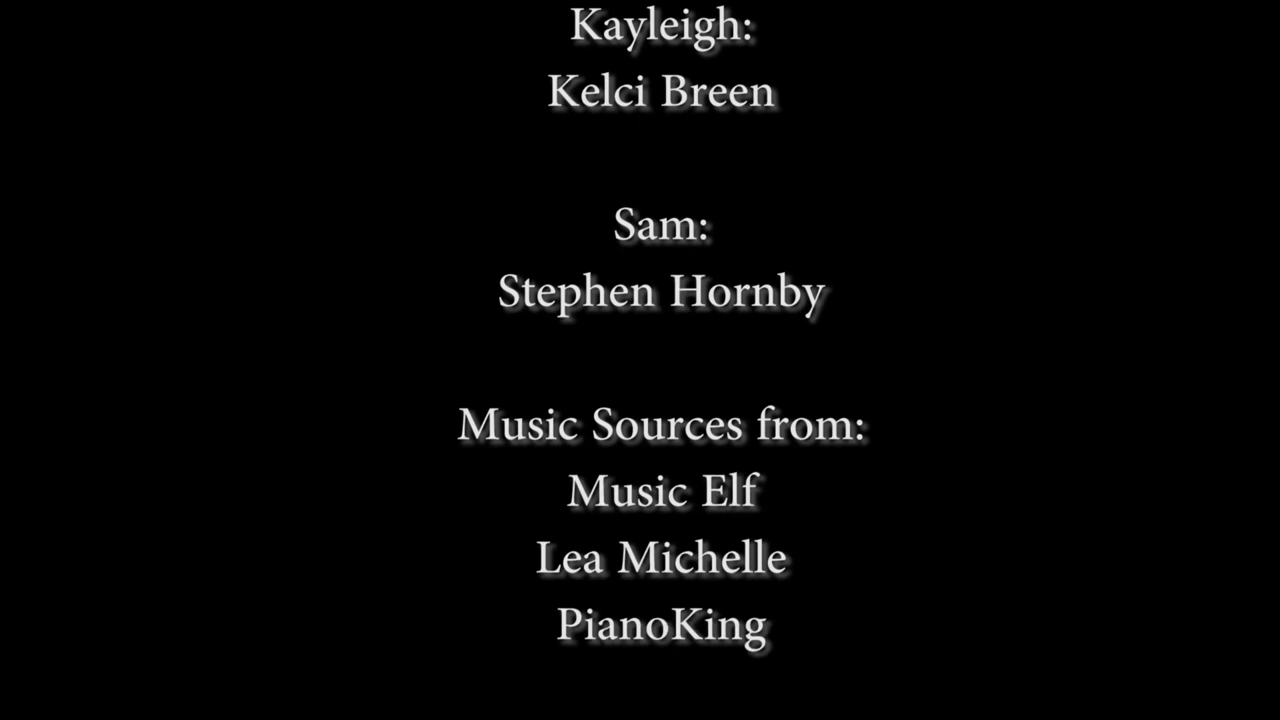 Kayleigh:
Kelci Breen
Sam:
Stephen Hornby
Music Sources from:
Music Elf
Lea Michelle
PianoKing